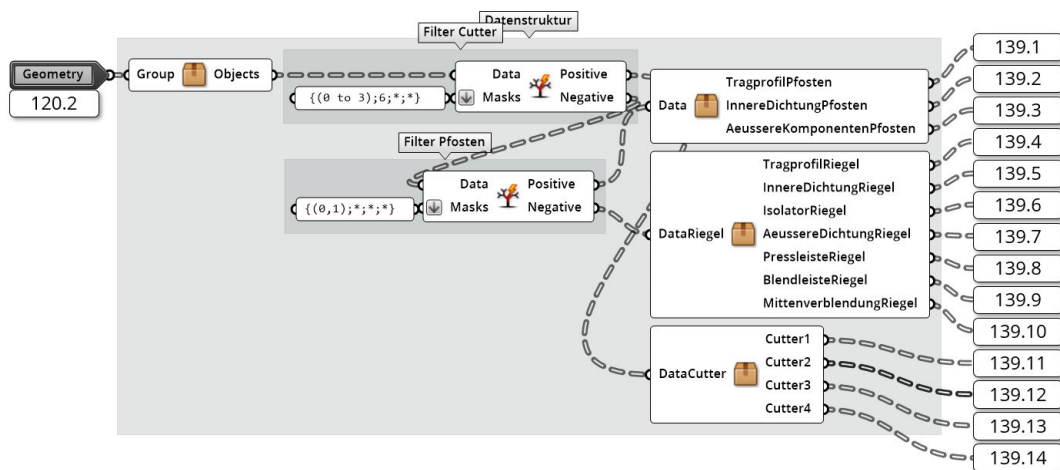 Datenstruktur
Filter Cutter
Geometry
120.2
Group Objects
Data Positive
Masks Negative
{(0 to 3);6;*;*}
Filter Pfosten
Data Positive
Masks Negative
{(0,1);*;*;*}
Data
TragprofilPfosten
InnereDichtungPfosten
AeussereKomponentenPfosten
DataRiegel
TragprofilRiegel
InnereDichtungRiegel
IsolatorRiegel
AeussereDichtungRiegel
PressleisteRiegel
BlendleisteRiegel
MittenverblendungRiegel
DataCutter
Cutter1
Cutter2
Cutter3
Cutter4
139.1
139.2
139.3
139.4
139.5
139.6
139.7
139.8
139.9
139.10
139.11
139.12
139.13
139.14